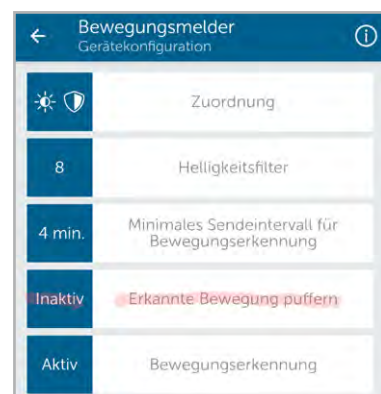 Bewegungsmelder
Gerätekonfiguration
Zuordnung
8
Helligkeitsfilter
4 min.
Minimales Sendeintervall für
Bewegungserkennung
Inaktiv
Erkannte Bewegung puffern
Aktiv
Bewegungserkennung